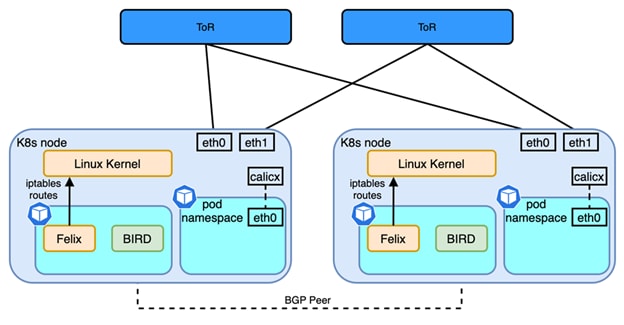 ToR
ToR
K8s node
eth0
eth1
Linux Kernel
iptables
routes
calicx
pod
namespace
eth0
Felix
BIRD
K8s node
eth0
eth1
Linux Kernel
iptables
routes
calicx
pod
namespace
eth0
Felix
BIRD
BGP Peer